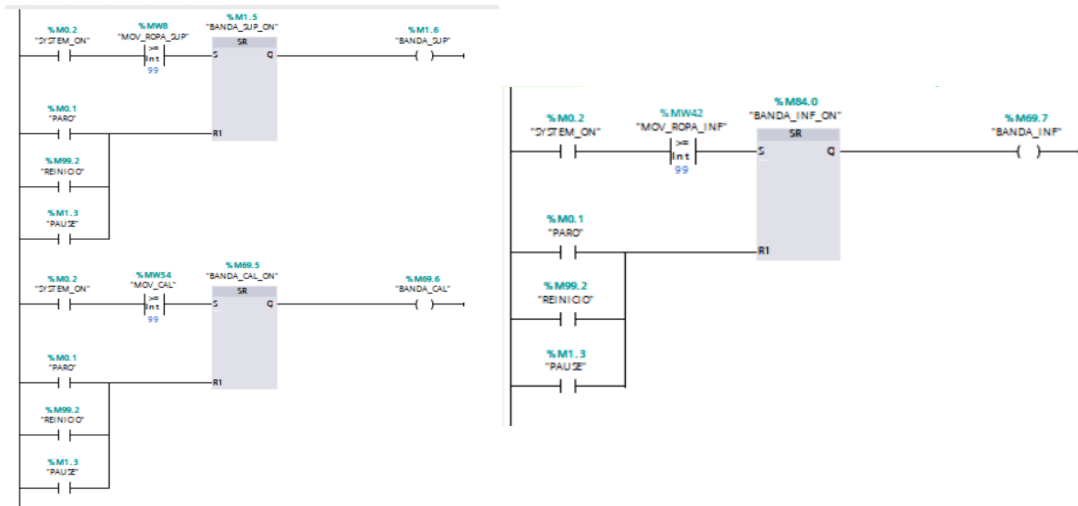 %M0.2
"SYSTEM_ON"
%MW8
"MOV_ROPA_SUP"
>=
Int
99
%M1.5
"BANDA_SUP_ON"
SR
S
Q
R1
%M1.6
"BANDA_SUP"
%M0.1
"PARO"
%M99.2
"REINICIO"
%M1.3
"PAUSE"
%M0.2
"SYSTEM_ON"
%MW54
"MOV_CAL"
>=
Int
99
%M69.5
"BANDA_CAL_ON"
SR
S
Q
R1
%M69.6
"BANDA_CAL"
%M0.1
"PARO"
%M99.2
"REINICIO"
%M1.3
"PAUSE"
%M0.2
"SYSTEM_ON"
%MW42
"MOV_ROPA_INF"
>=
Int
99
%M84.0
"BANDA_INF_ON"
SR
S
Q
R1
%M69.7
"BANDA_INF"
%M0.1
"PARO"
%M99.2
"REINICIO"
%M1.3
"PAUSE"